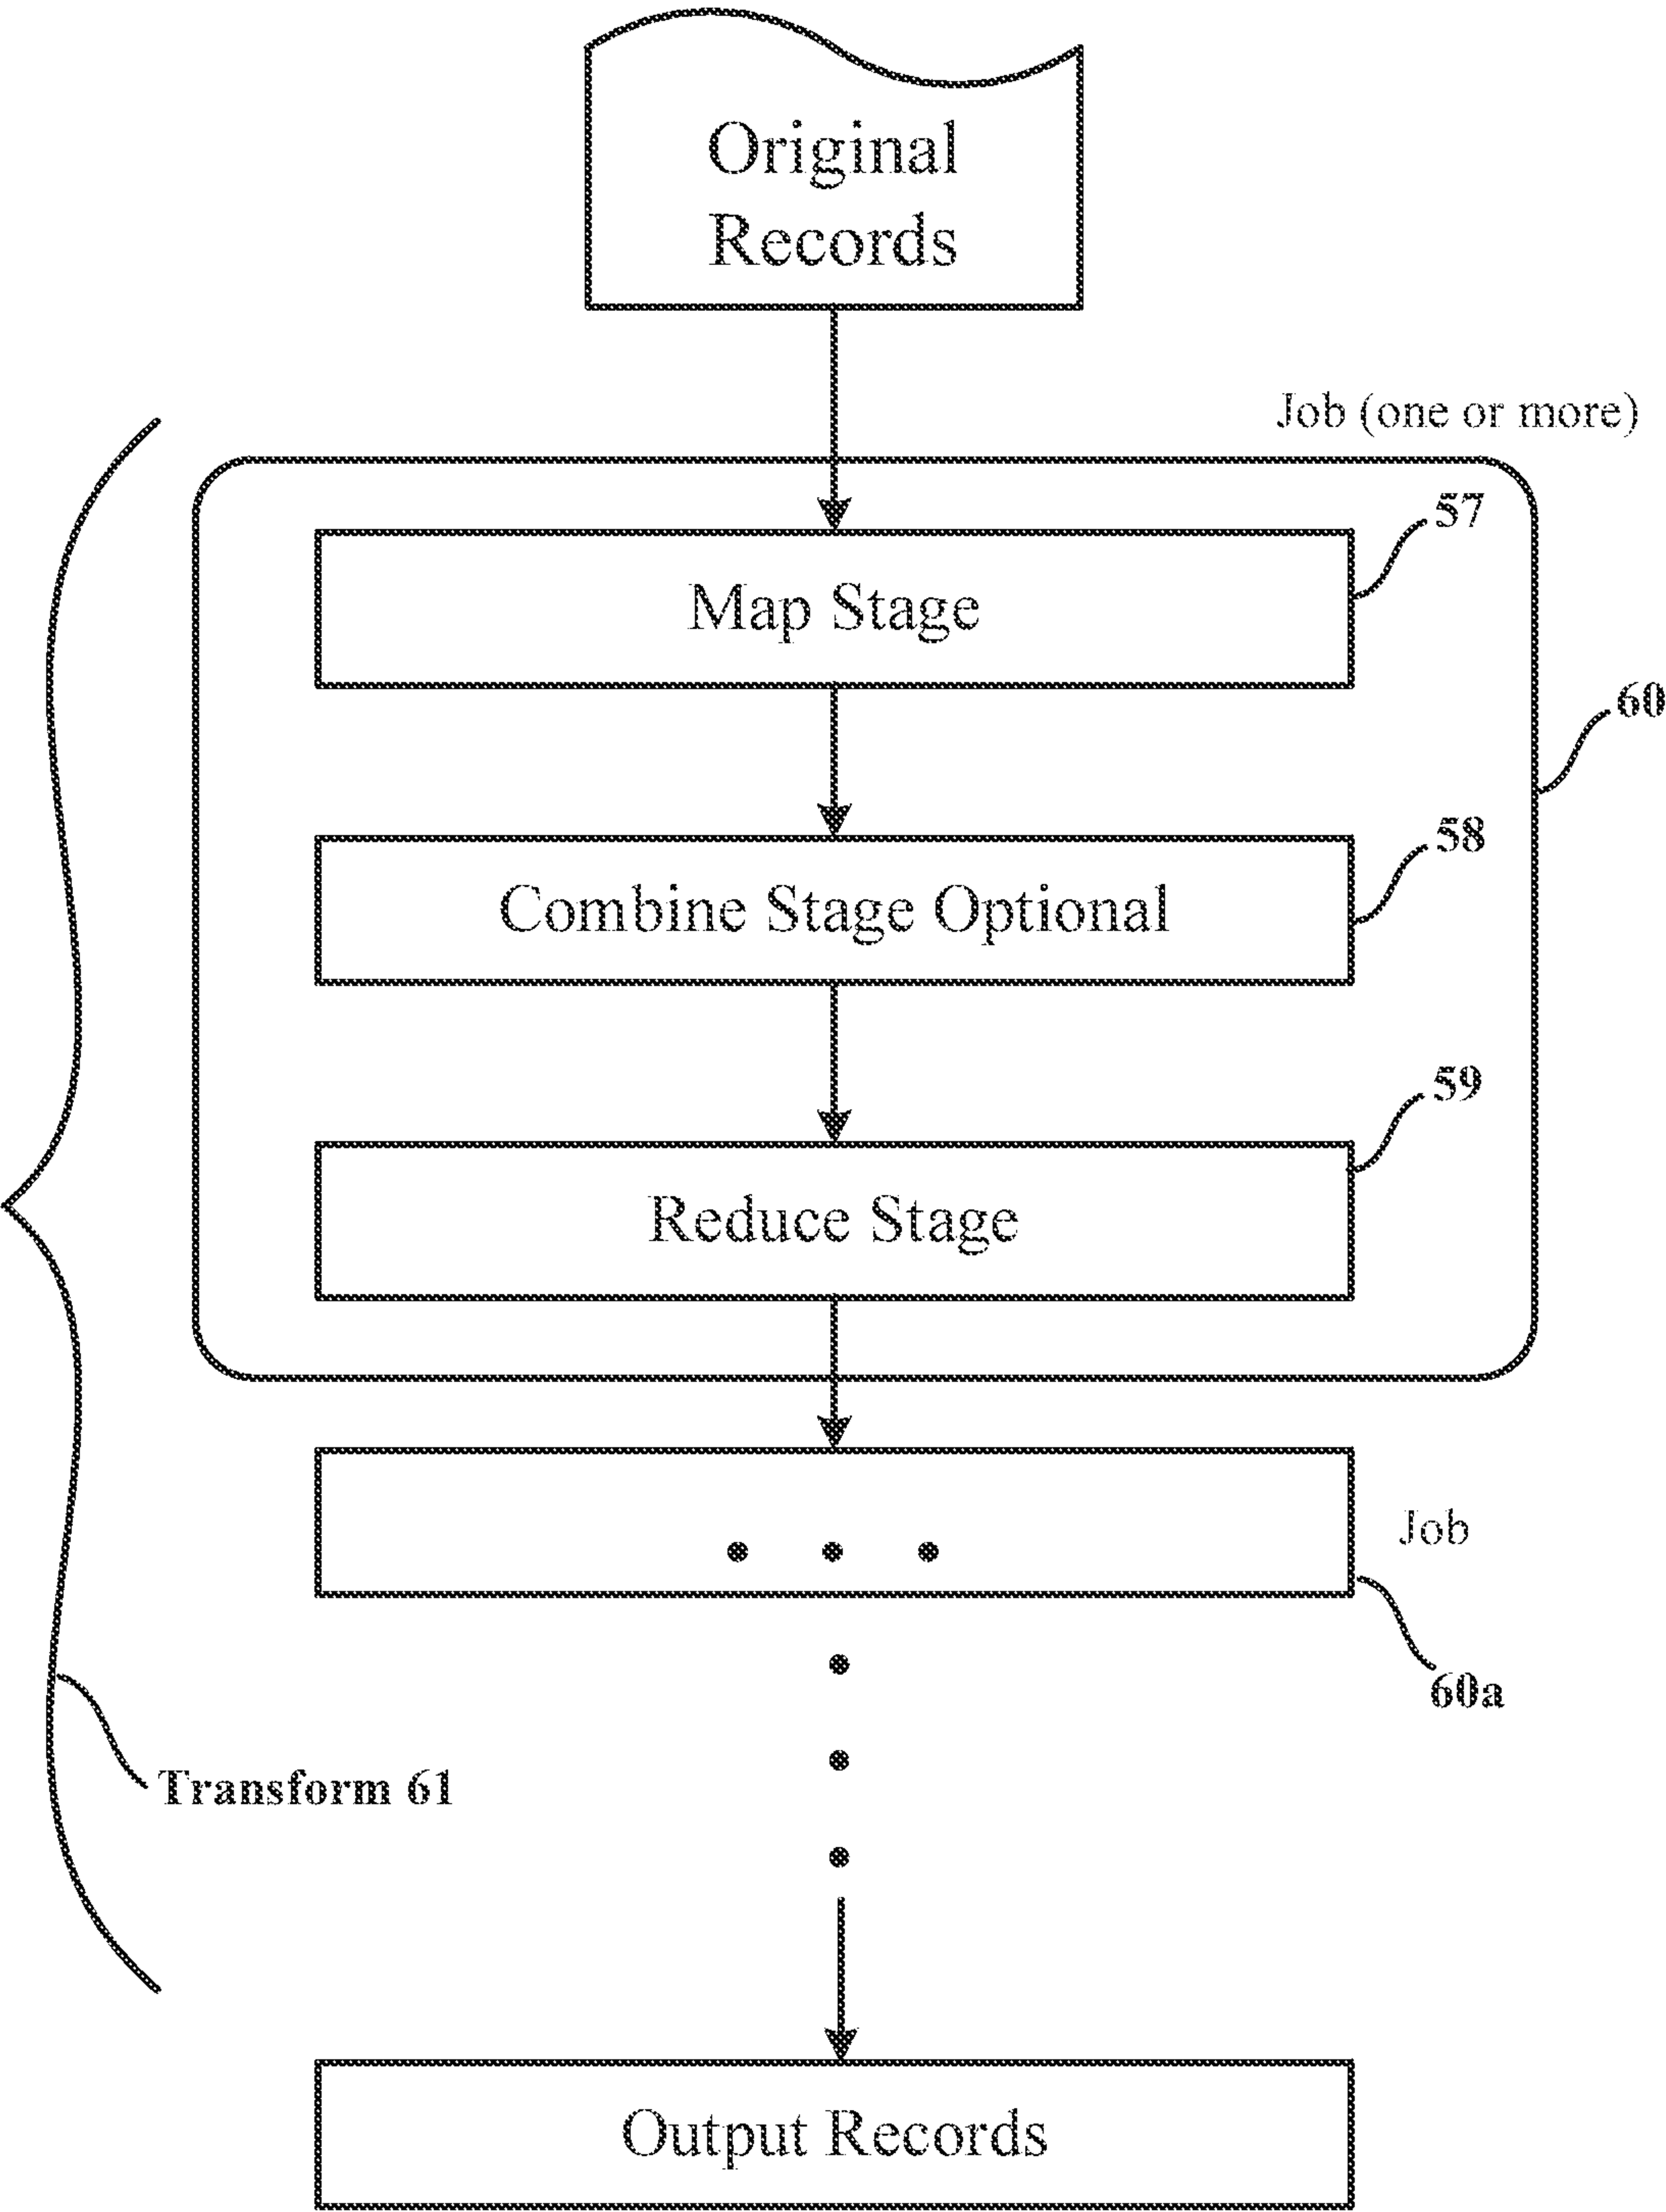 Original
Records
Job (one or more)
57
Map Stage
60
58
Combine Stage Optional
59
Reduce Stage
Job
60a
Transform 61
Output Records